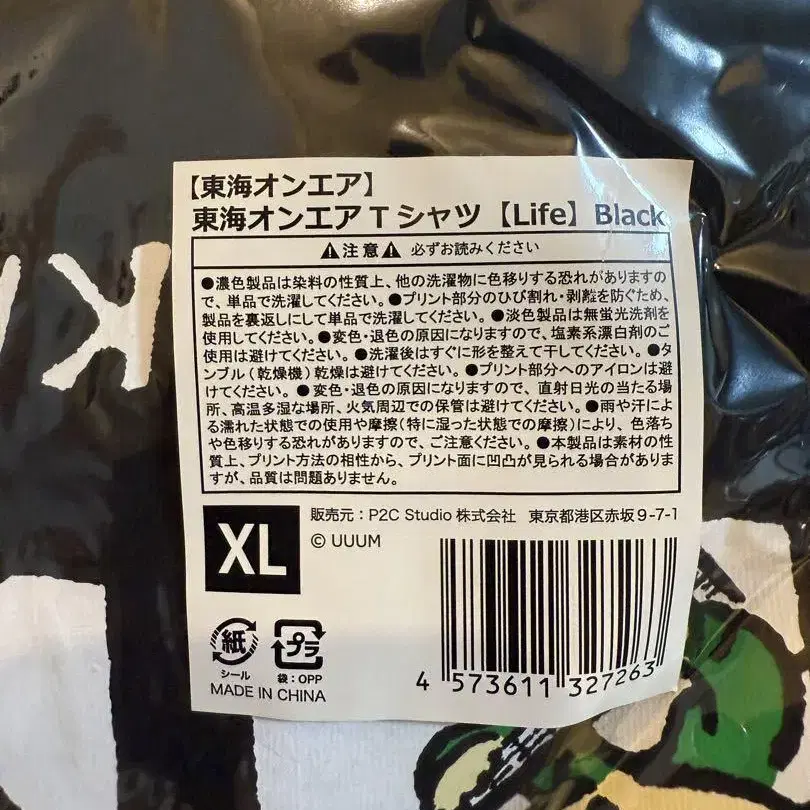 【東海オンエア】
東海オンエアTシャツ【Life】Black
⚠注意⚠ 必ずお読みください
●濃色製品は染料の性質上、他の洗濯物に色移りする恐れがありますの
で、単品で洗濯してください。●プリント部分のひび割れ・剥離を防ぐため、
製品を裏返しにして単品で洗濯してください。●淡色製品は無蛍光洗剤を
使用してください。●変色・退色の原因になりますので、塩素系漂白剤のご
使用は避けてください。●洗濯後はすぐに形を整えて干してください。●タ
ンブル(乾燥機)乾燥は避けてください。●プリント部分へのアイロンは避
けてください。●変色・退色の原因になりますので、直射日光の当たる場
所、高温多湿な場所、火気周辺での保管は避けてください。●雨や汗によ
る濡れた状態での使用や摩擦(特に湿った状態での摩擦)により、色落ち
や色移りする恐れがありますので、ご注意ください。●本製品は素材の性
質上、プリント方法の相性から、プリント面に凹凸が見られる場合がありま
すが、品質は問題ありません。
XL
販売元：P2C Studio株式会社 東京都港区赤坂9-7-1
© UUUM
紙
シール
プラ
袋：OPP
MADE IN CHINA
4 573611 327263
K